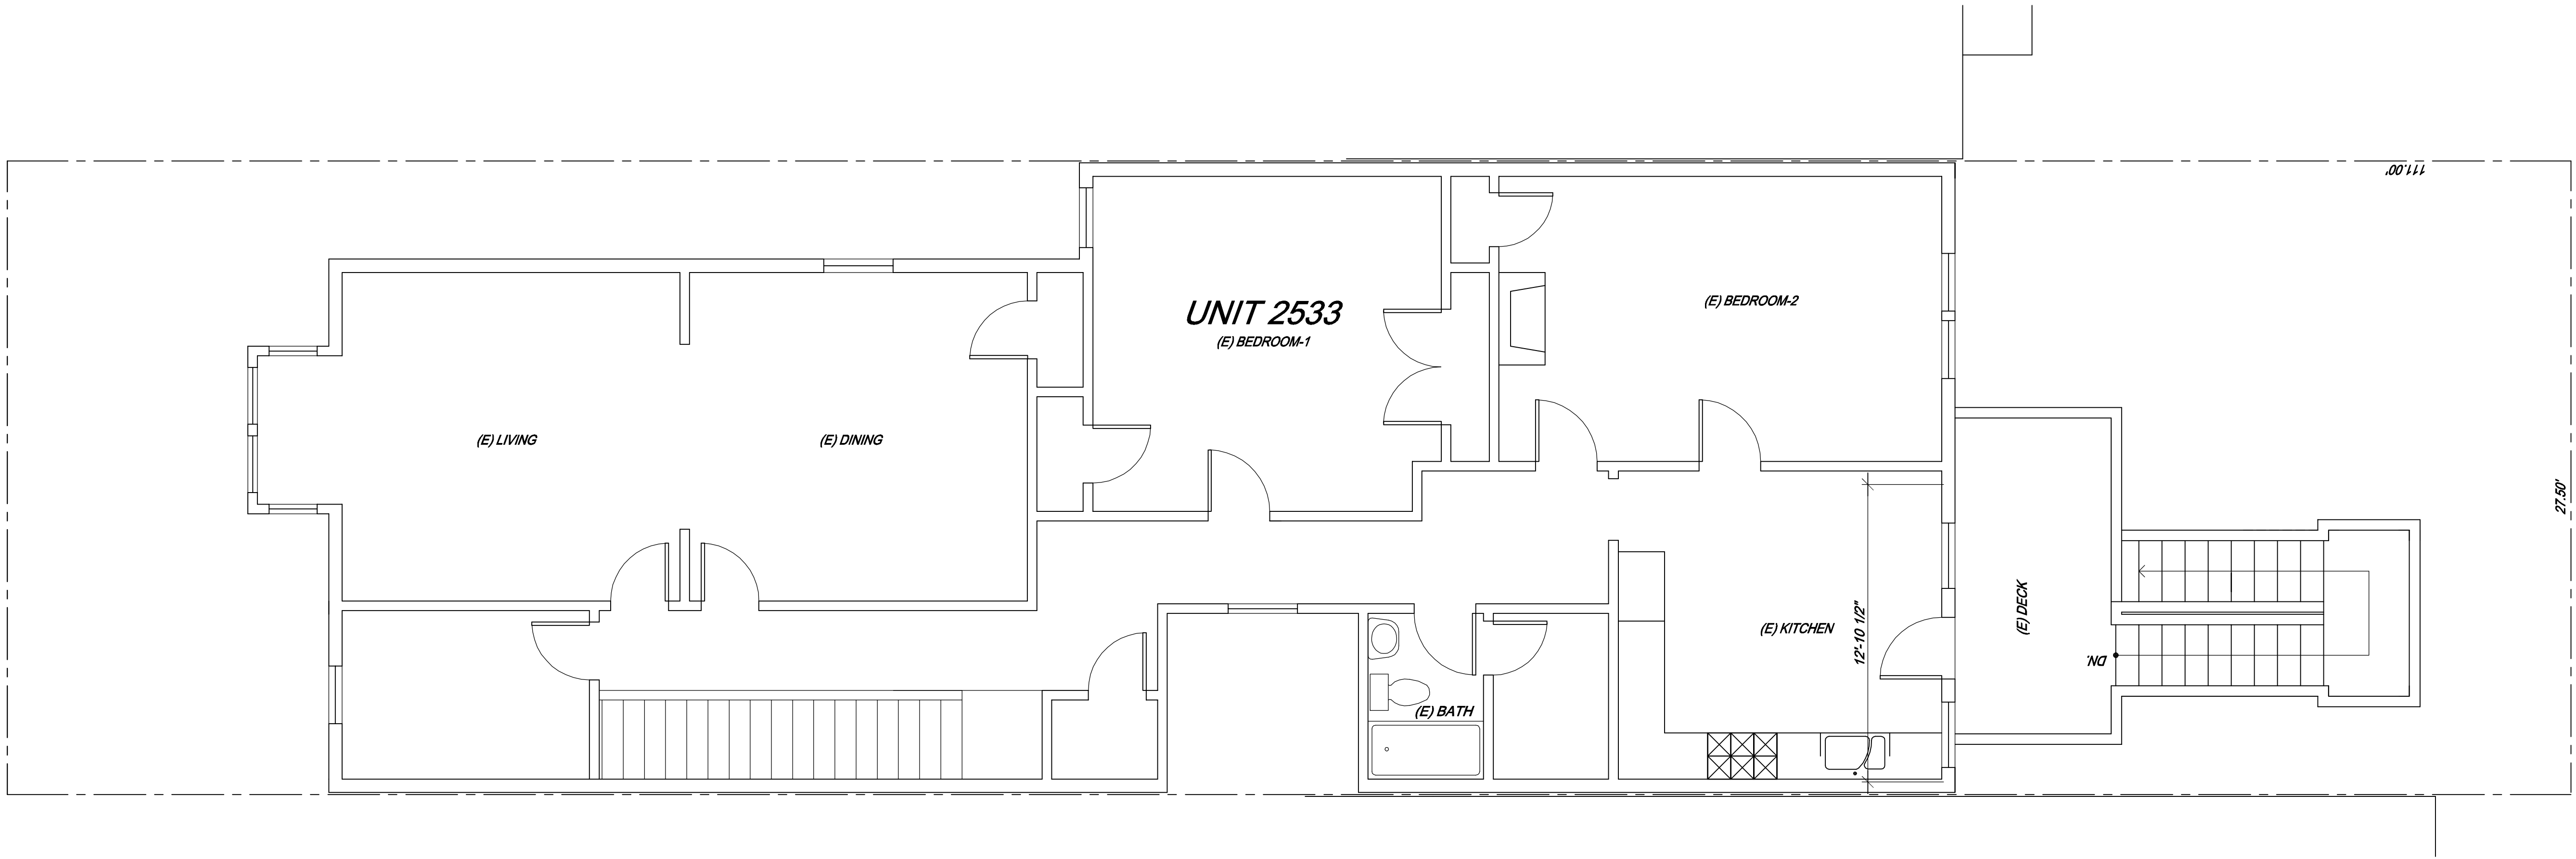 111.00'
UNIT 2533
(E) BEDROOM-1
(E) BEDROOM-2
(E) LIVING
(E) DINING
27.50'
(E) DECK
(E) KITCHEN
12'-10 1/2"
DN.
(E) BATH